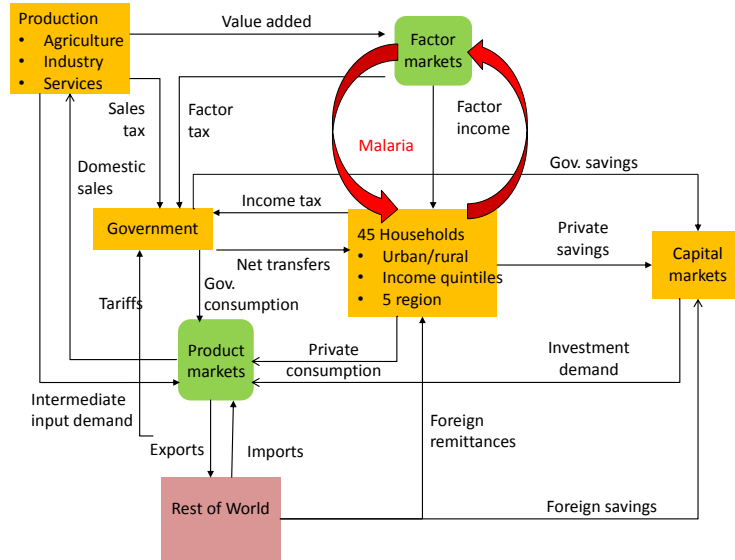 Production
• Agriculture
• Industry
• Services
Value added
Factor
markets
Sales
tax
Factor
tax
Factor
income
Malaria
Domestic
sales
Gov. savings
Income tax
Government
45 Households
• Urban/rural
• Income quintiles
• 5 region
Private
savings
Capital
markets
Net transfers
Gov.
consumption
Tariffs
Product
markets
Private
consumption
Investment
demand
Intermediate
input demand
Foreign
remittances
Exports
Imports
Rest of World
Foreign savings